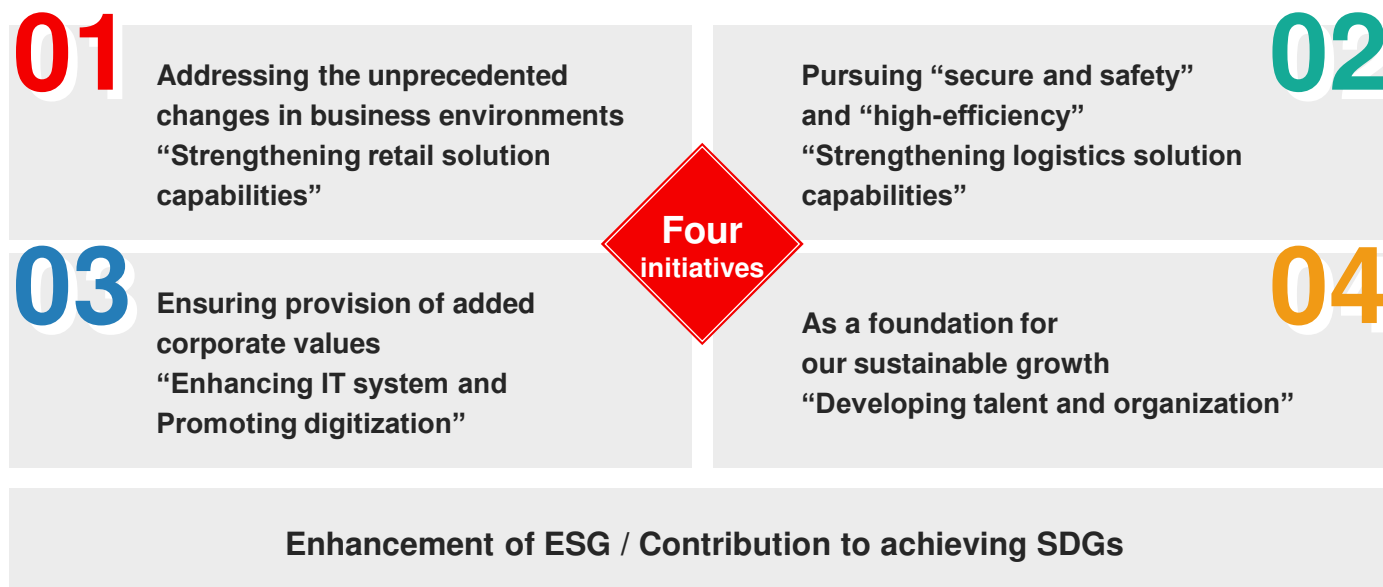 01
Addressing the unprecedented
changes in business environments
“Strengthening retail solution
capabilities”
02
Pursuing “secure and safety”
and “high-efficiency”
“Strengthening logistics solution
capabilities”
Four
initiatives
03
Ensuring provision of added
corporate values
“Enhancing IT system and
Promoting digitization”
04
As a foundation for
our sustainable growth
“Developing talent and organization”
Enhancement of ESG / Contribution to achieving SDGs